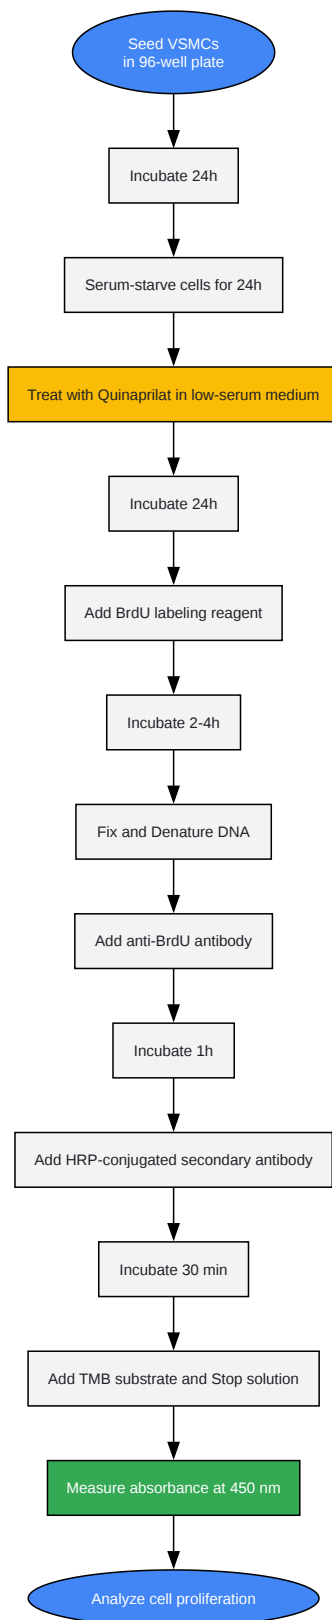 Seed VSMCs
in 96-well plate
Incubate 24h
Serum-starve cells for 24h
Treat with Quinaprilat in low-serum medium
Incubate 24h
Add BrdU labeling reagent
Incubate 2-4h
Fix and Denature DNA
Add anti-BrdU antibody
Incubate 1h
Add HRP-conjugated secondary antibody
Incubate 30 min
Add TMB substrate and Stop solution
Measure absorbance at 450 nm
Analyze cell proliferation